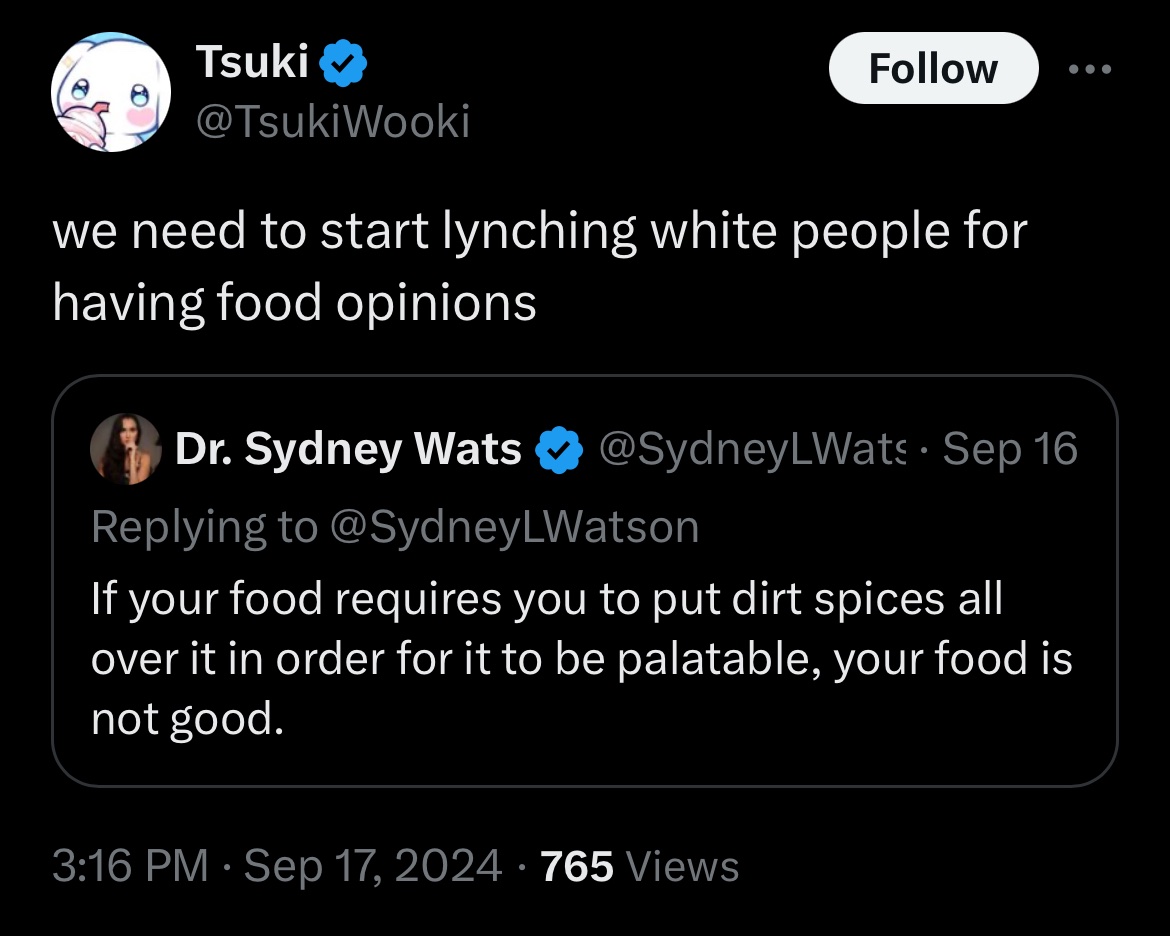 Tsuki
Follow
@TsukiWooki
we need to start lynching white people for
having food opinions
Dr. Sydney Wats @SydneyLWats · Sep 16
Replying to @SydneyLWatson
If your food requires you to put dirt spices all
over it in order for it to be palatable, your food is
not good.
3:16 PM · Sep 17, 2024 · 765 Views